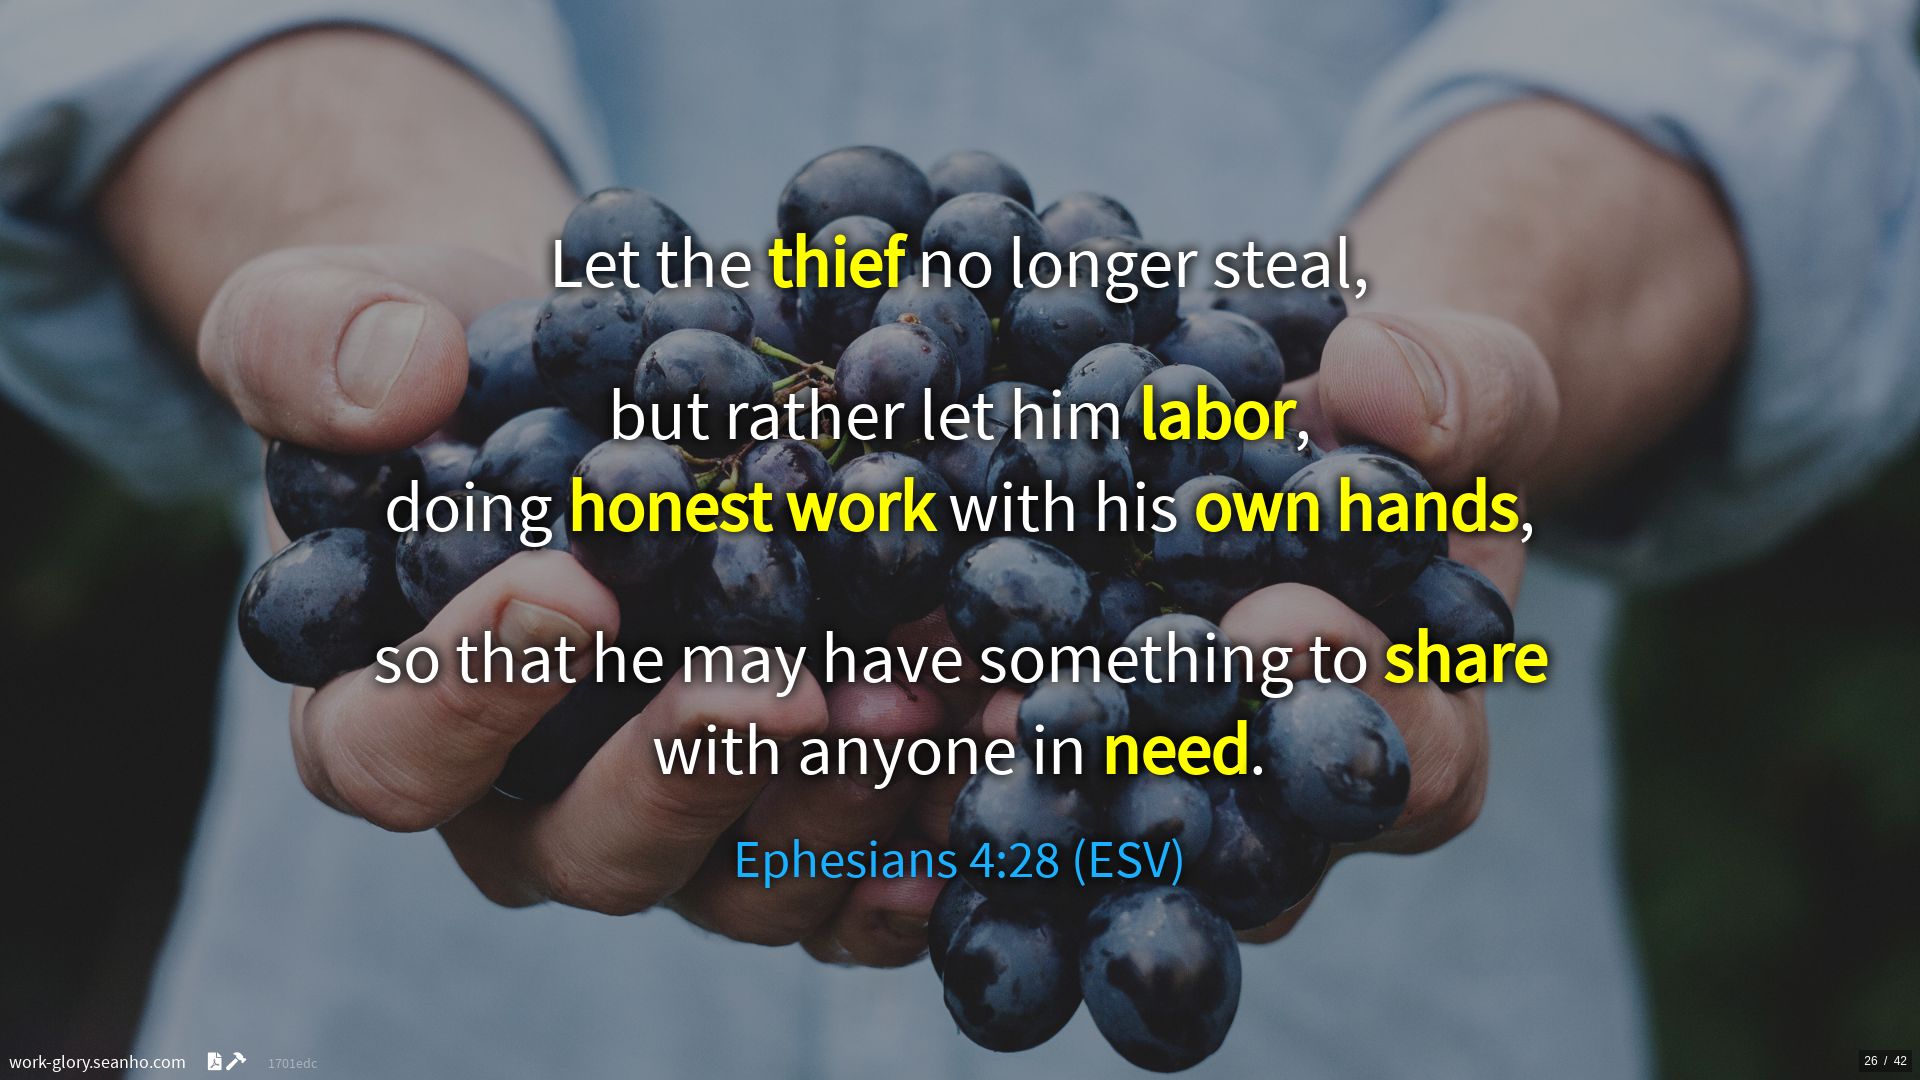 Let the thief no longer steal,
but rather let him labor,
doing honest work with his own hands,
so that he may have something to share
with anyone in need.
Ephesians 4:28 (ESV)
work-glory.seanho.com 1701edc
26 / 42